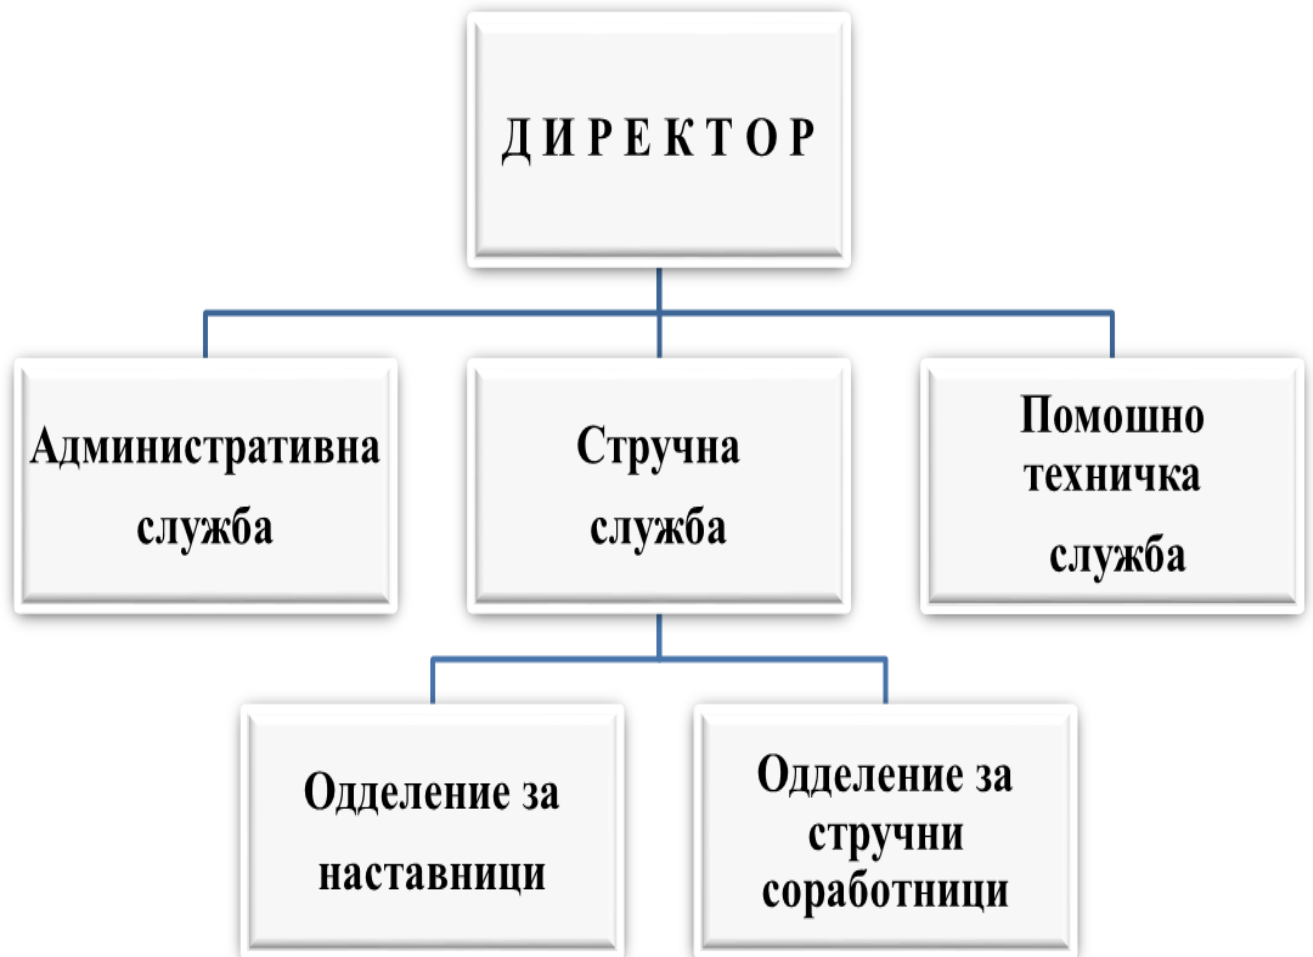 Д И Р Е К Т О Р
Административна
служба
Стручна
служба
Помошно
техничка
служба
Одделение за
наставници
Одделение за
стручни
соработници